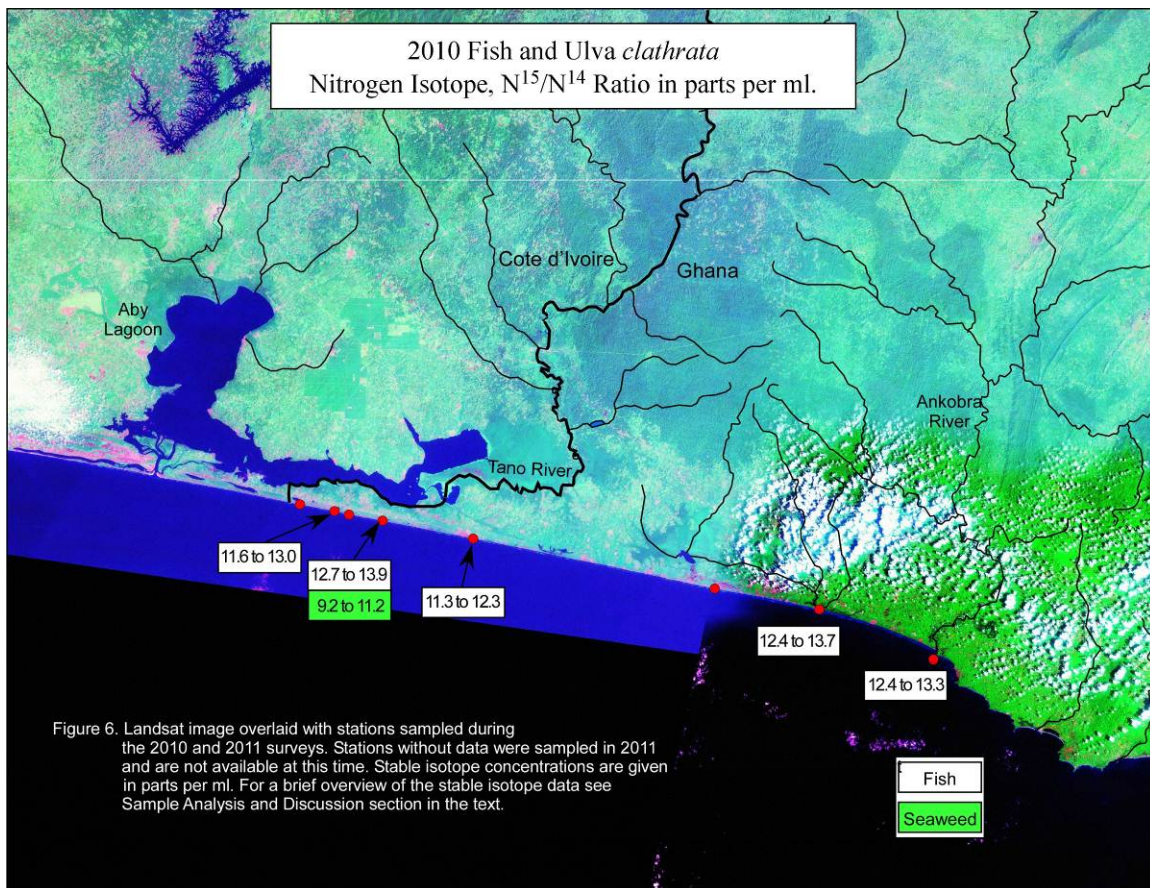 2010 Fish and Ulva clathrata
Nitrogen Isotope, N¹⁵/N¹⁴ Ratio in parts per ml.
Cote d'Ivoire
Ghana
Aby
Lagoon
Ankobra
River
Tano River
11.6 to 13.0
12.7 to 13.9
9.2 to 11.2
11.3 to 12.3
12.4 to 13.7
12.4 to 13.3
Figure 6. Landsat image overlaid with stations sampled during
the 2010 and 2011 surveys. Stations without data were sampled in 2011
and are not available at this time. Stable isotope concentrations are given
in parts per ml. For a brief overview of the stable isotope data see
Sample Analysis and Discussion section in the text.
t
Fish
Seaweed